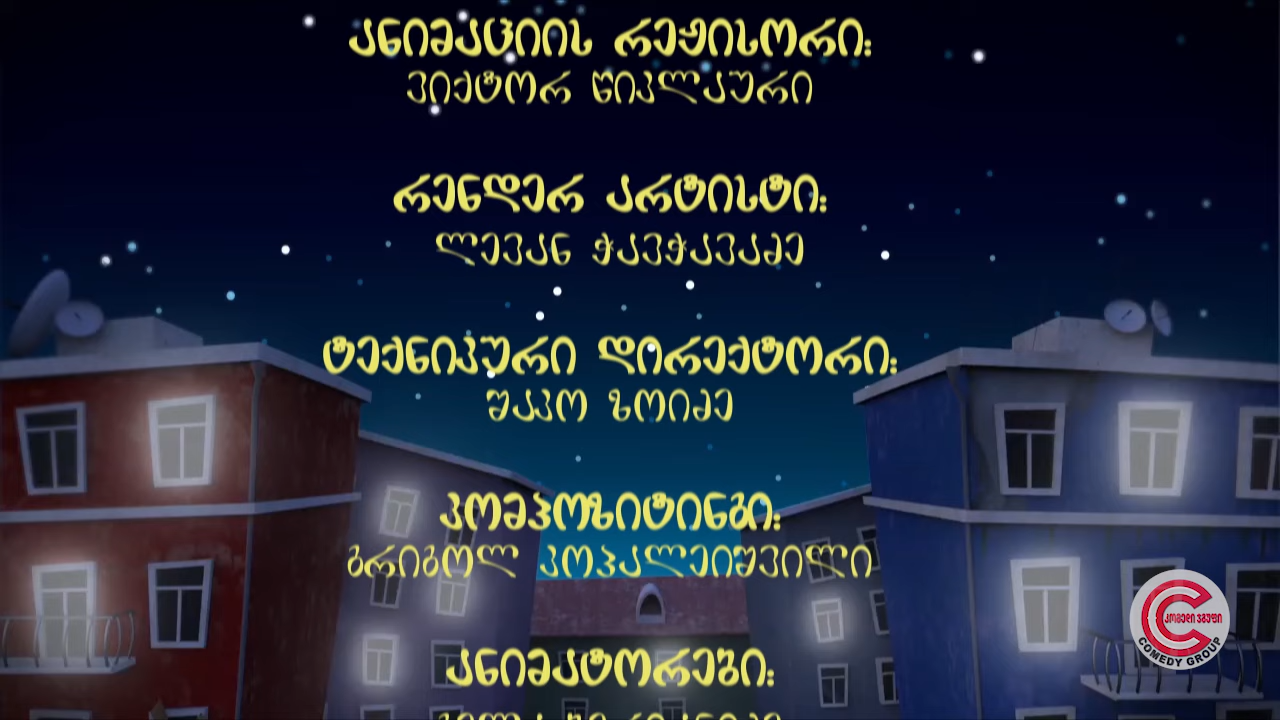 ანიმაციის რეჟისორი:
ვიქტორ წიკლაური
რენდერ არტისტი:
ლევან ჭავჭავაძე
ტექნიკური დირექტორი:
შაკო ზოიძე
კომპოზიტინგი:
გრიგოლ კოპალეიშვილი
ანიმატორები:
კომედი ჯგუფი
COMEDY GROUP